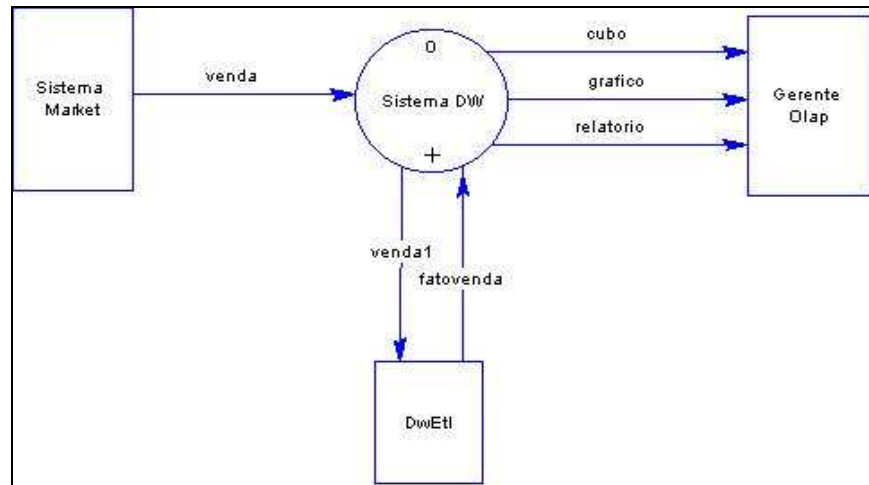 Sistema
Market
venda
0
Sistema DW
+
cubo
grafico
relatorio
Gerente
Olap
venda1
fatovenda
DwEtl